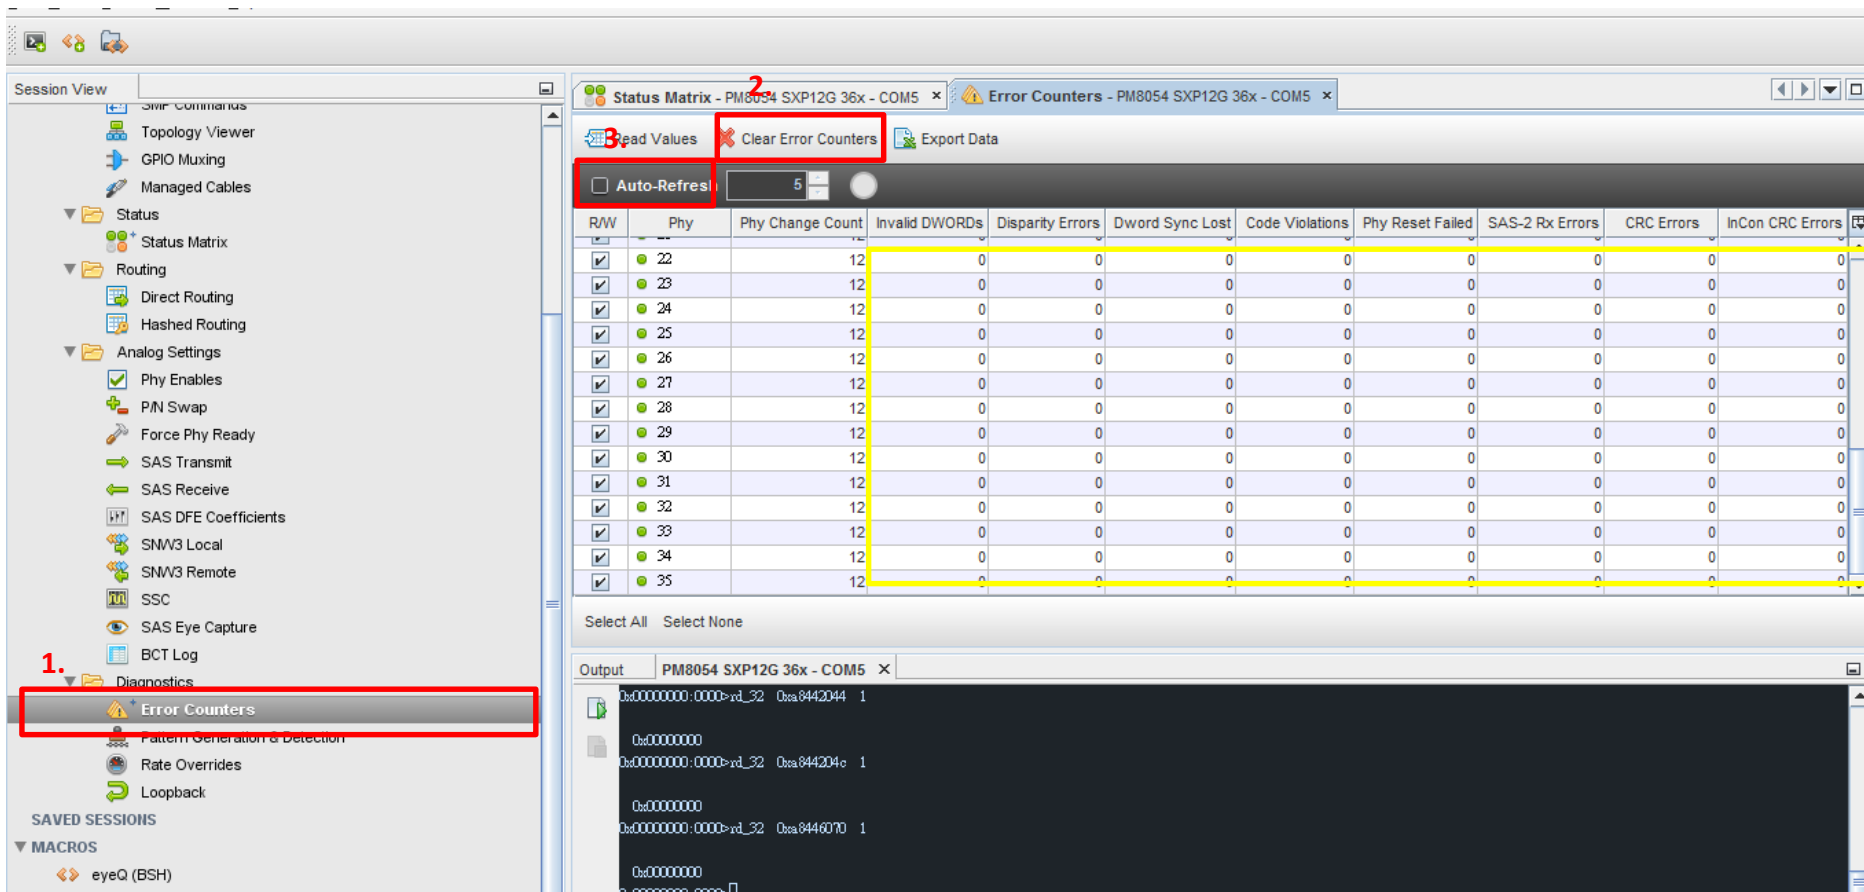 Session View
SMP Commands
Topology Viewer
GPIO Muxing
Managed Cables
Status
Status Matrix
Routing
Direct Routing
Hashed Routing
Analog Settings
Phy Enables
P/N Swap
Force Phy Ready
SAS Transmit
SAS Receive
SAS DFE Coefficients
SNW3 Local
SNW3 Remote
SSC
SAS Eye Capture
BCT Log
1.
Diagnostics
Error Counters
Pattern Generation & Detection
Rate Overrides
Loopback
SAVED SESSIONS
MACROS
eyeQ (BSH)
Status Matrix - PM8054 SXP12G 36x - COM5 × Error Counters - PM8054 SXP12G 36x - COM5 ×
2.
Read Values Clear Error Counters Export Data
3.
Auto-Refresh 5
R/W Phy Phy Change Count Invalid DWORDs Disparity Errors Dword Sync Lost Code Violations Phy Reset Failed SAS-2 Rx Errors CRC Errors InCon CRC Errors
22 12 0 0 0 0 0 0 0 0
23 12 0 0 0 0 0 0 0 0
24 12 0 0 0 0 0 0 0 0
25 12 0 0 0 0 0 0 0 0
26 12 0 0 0 0 0 0 0 0
27 12 0 0 0 0 0 0 0 0
28 12 0 0 0 0 0 0 0 0
29 12 0 0 0 0 0 0 0 0
30 12 0 0 0 0 0 0 0 0
31 12 0 0 0 0 0 0 0 0
32 12 0 0 0 0 0 0 0 0
33 12 0 0 0 0 0 0 0 0
34 12 0 0 0 0 0 0 0 0
35 12 0 0 0 0 0 0 0 0
Select All Select None
Output PM8054 SXP12G 36x - COM5 ×
0x00000000:0000>rd_32 0xa8442044 1
0x00000000
0x00000000:0000>rd_32 0xa844204c 1
0x00000000
0x00000000:0000>rd_32 0xa8446070 1
0x00000000